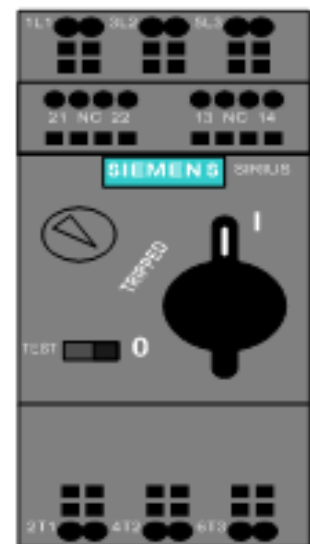 1L1 3L2 5L3
21 NC 22 13 NC 14
SIEMENS SIRIUS
I
TRIPPED
TEST 0
2T1 4T2 6T3